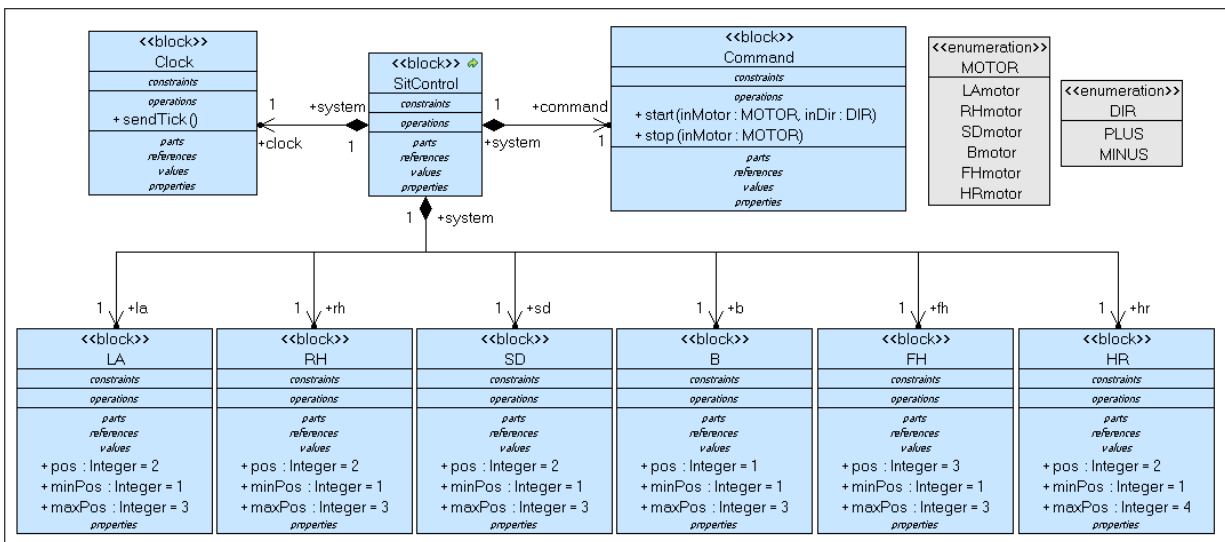 <<block>>
Clock
constraints
operations
+ sendTick()
parts
references
values
properties
<<block>>
SitControl
constraints
operations
parts
references
values
properties
<<block>>
Command
constraints
operations
+ start(inMotor : MOTOR, inDir : DIR)
+ stop(inMotor : MOTOR)
parts
references
values
properties
<<enumeration>>
MOTOR
LAmotor
RHmotor
SDmotor
Bmotor
FHmotor
HRmotor
<<enumeration>>
DIR
PLUS
MINUS
1
+system
+clock
1
1
+command
+system
1
1
+system
1
+la
1
+rh
1
+sd
1
+b
1
+fh
1
+hr
<<block>>
LA
constraints
operations
parts
references
values
+ pos : Integer = 2
+ minPos : Integer = 1
+ maxPos : Integer = 3
properties
<<block>>
RH
constraints
operations
parts
references
values
+ pos : Integer = 2
+ minPos : Integer = 1
+ maxPos : Integer = 3
properties
<<block>>
SD
constraints
operations
parts
references
values
+ pos : Integer = 2
+ minPos : Integer = 1
+ maxPos : Integer = 3
properties
<<block>>
B
constraints
operations
parts
references
values
+ pos : Integer = 1
+ minPos : Integer = 1
+ maxPos : Integer = 3
properties
<<block>>
FH
constraints
operations
parts
references
values
+ pos : Integer = 3
+ minPos : Integer = 1
+ maxPos : Integer = 3
properties
<<block>>
HR
constraints
operations
parts
references
values
+ pos : Integer = 2
+ minPos : Integer = 1
+ maxPos : Integer = 4
properties